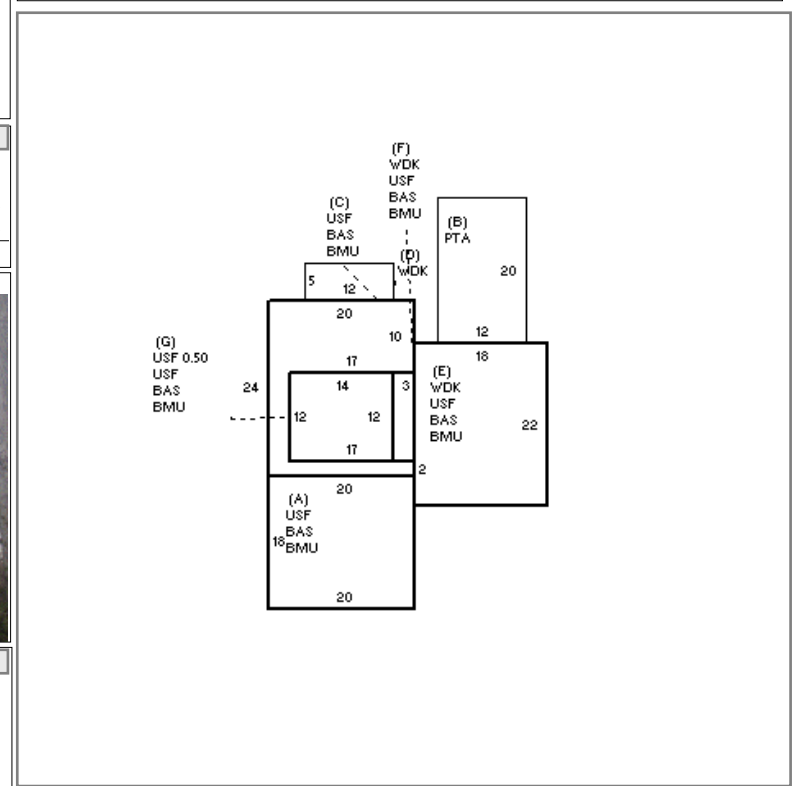 (F)
WDK
USF
BAS
BMU
(C)
USF
BAS
BMU
(B)
PTA
(D)
WDK
20
5
12
20
10
12
18
(G)
USF 0.50
USF
BAS
BMU
17
24
14
3
(E)
WDK
USF
BAS
BMU
12
12
22
17
2
20
(A)
USF
BAS
BMU
18
20